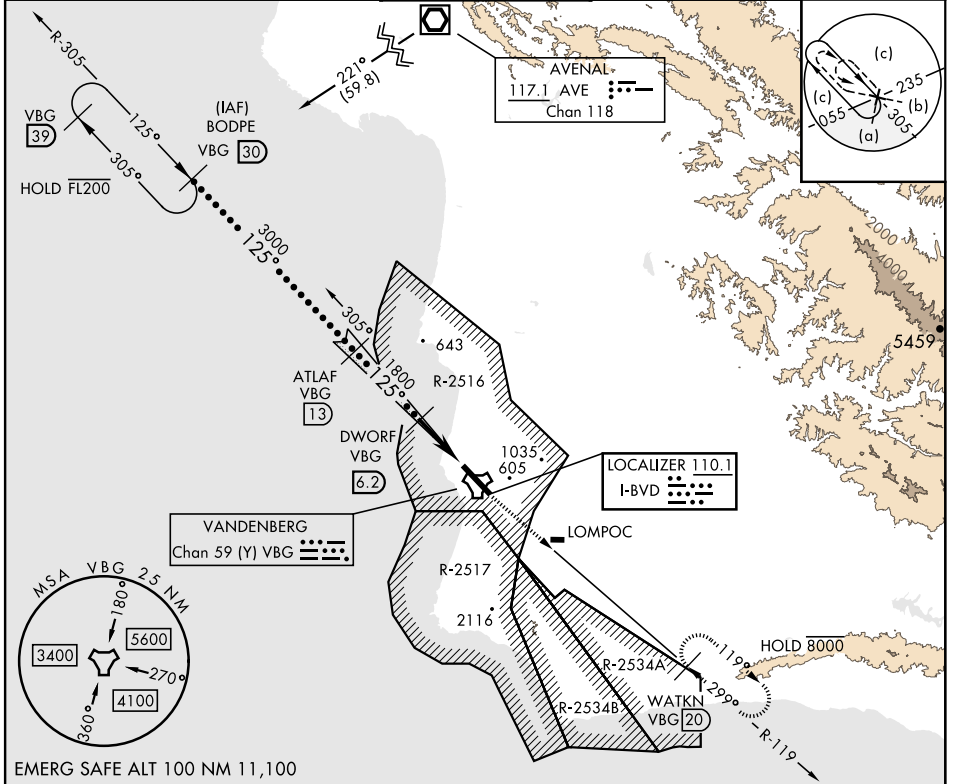 R-305
125°
305°
VBG
39
HOLD FL200
(IAF)
BODPE
VBG 30
221°
(59.8)
AVENAL
117.1 AVE
Chan 118
(c)
(c)
235
(b)
055
305
(a)
3000
125°
305°
ATLAF
VBG
13
1800
125°
643
R-2516
DWORF
VBG
6.2
1035
605
2000
4000
5459
LOCALIZER 110.1
I-BVD
VANDENBERG
Chan 59 (Y) VBG
LOMPOC
R-2517
2116
R-2534A
R-2534B
HOLD 8000
119°
299°
WATKN
VBG 20
R-119
MSA VBG 25 NM
180°
5600
3400
270°
4100
360°
EMERG SAFE ALT 100 NM 11,100